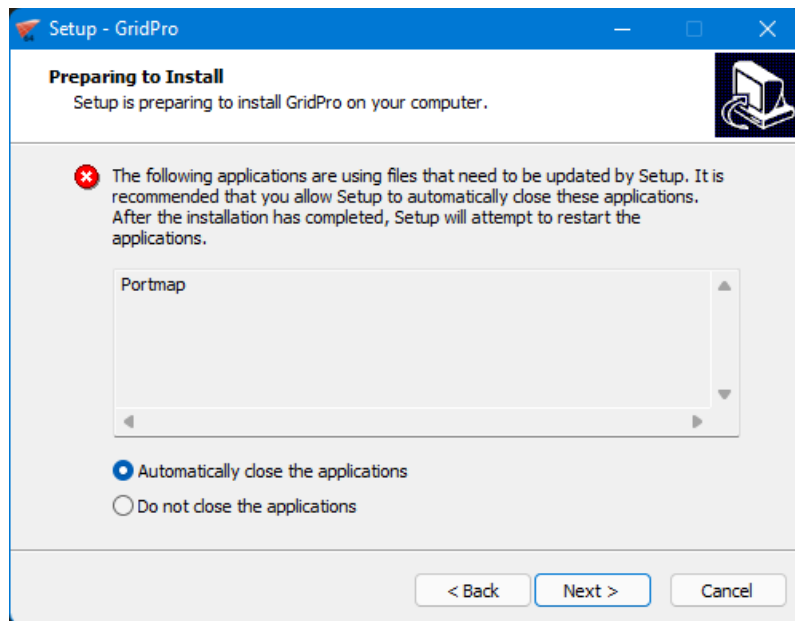 Setup - GridPro
Preparing to Install
Setup is preparing to install GridPro on your computer.
The following applications are using files that need to be updated by Setup. It is
recommended that you allow Setup to automatically close these applications.
After the installation has completed, Setup will attempt to restart the
applications.
Portmap
Automatically close the applications
Do not close the applications
< Back Next > Cancel